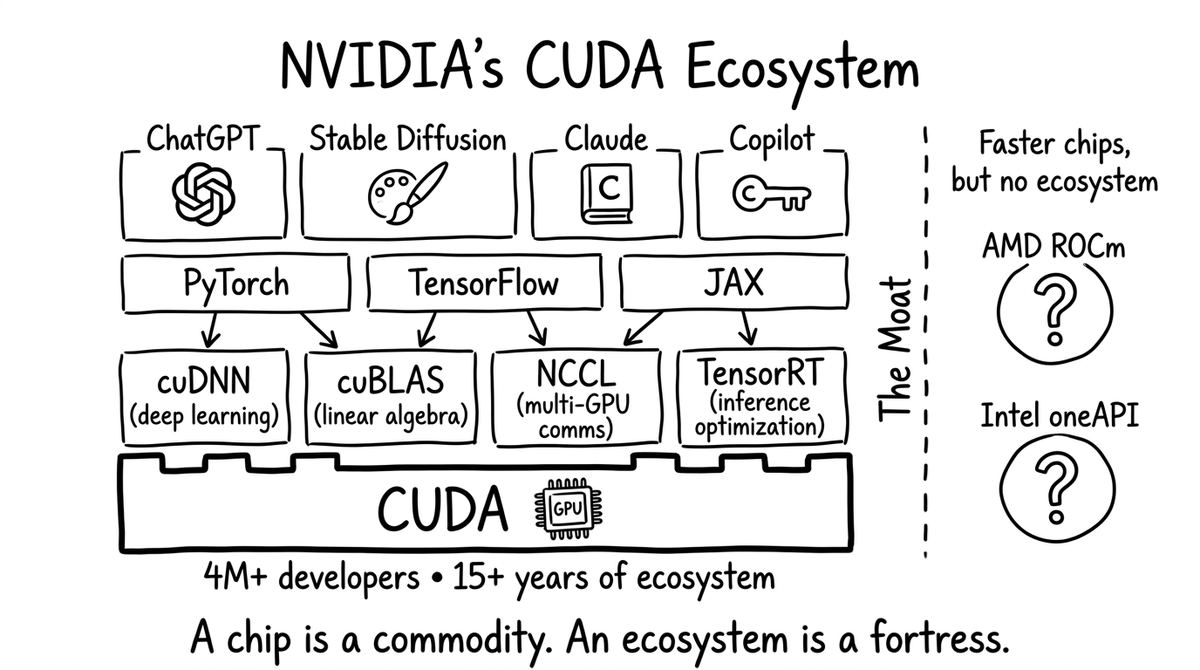 NVIDIA's CUDA Ecosystem
ChatGPT
Stable Diffusion
Claude
C
Copilot
C
PyTorch
TensorFlow
JAX
cuDNN
(deep learning)
cuBLAS
(linear algebra)
NCCL
(multi-GPU
comms)
TensorRT
(inference
optimization)
CUDA
GPU
4M+ developers • 15+ years of ecosystem
The Moat
Faster chips,
but no ecosystem
AMD ROCm
?
Intel oneAPI
?
A chip is a commodity. An ecosystem is a fortress.